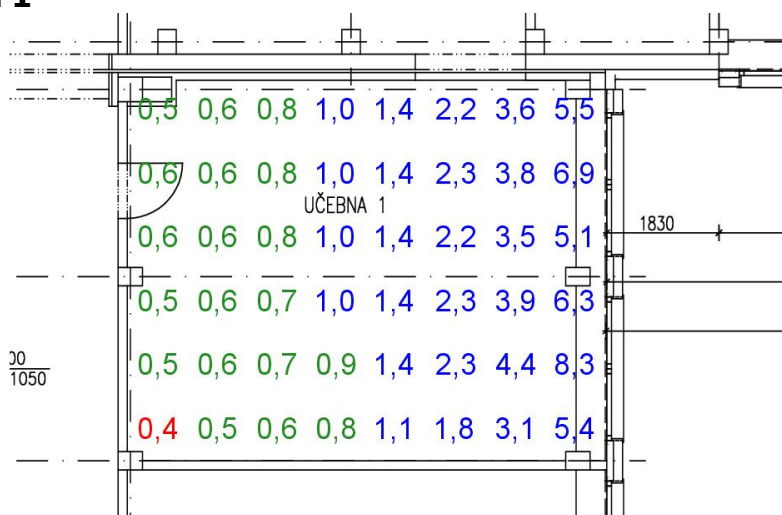 0,5 0,6 0,8 1,0 1,4 2,2 3,6 5,5
0,6 0,6 0,8 1,0 1,4 2,3 3,8 6,9
UČEBNA 1
0,6 0,6 0,8 1,0 1,4 2,2 3,5 5,1
1830
0,5 0,6 0,7 1,0 1,4 2,3 3,9 6,3
00
1050
0,5 0,6 0,7 0,9 1,4 2,3 4,4 8,3
0,4 0,5 0,6 0,8 1,1 1,8 3,1 5,4